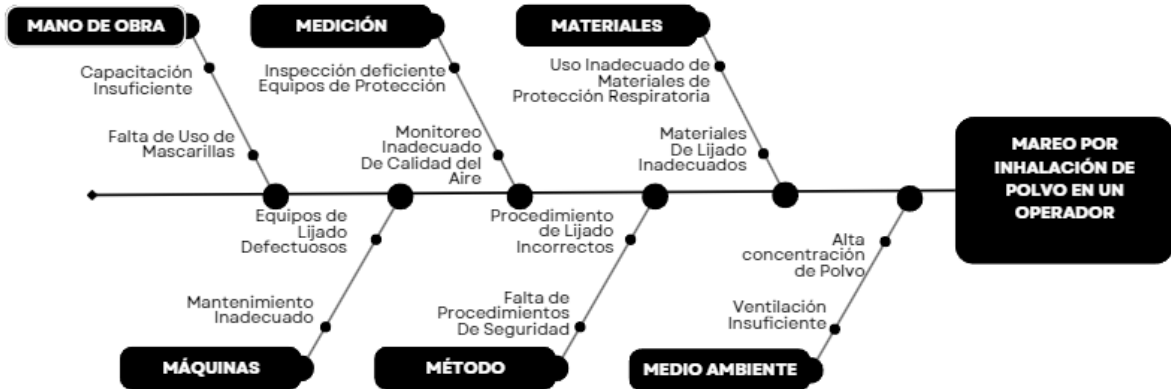 MANO DE OBRA
Capacitación
Insuficiente
Falta de Uso de
Mascarillas
MEDICIÓN
Inspección deficiente
Equipos de Protección
Monitoreo
Inadecuado
De Calidad del
Aire
MATERIALES
Uso Inadecuado de
Materiales de
Protección Respiratoria
Materiales
De Lijado
Inadecuados
MAREO POR
INHALACIÓN DE
POLVO EN UN
OPERADOR
Equipos de
Lijado
Defectuosos
Mantenimiento
Inadecuado
MÁQUINAS
Procedimiento
de Lijado
Incorrectos
Falta de
Procedimientos
De Seguridad
MÉTODO
Alta
concentración
de Polvo
Ventilación
Insuficiente
MEDIO AMBIENTE